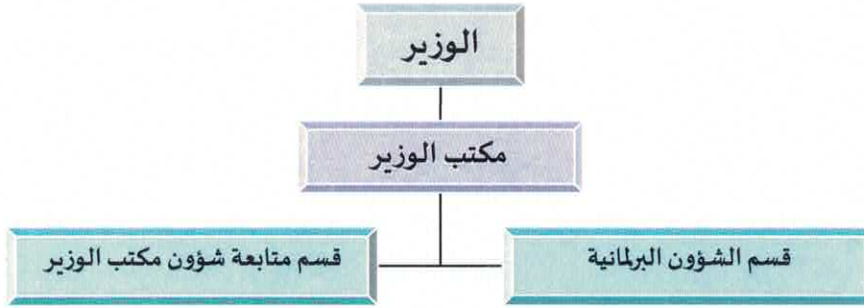 الوزير
مكتب الوزير
قسم الشؤون البرلمانية
قسم متابعة شؤون مكتب الوزير